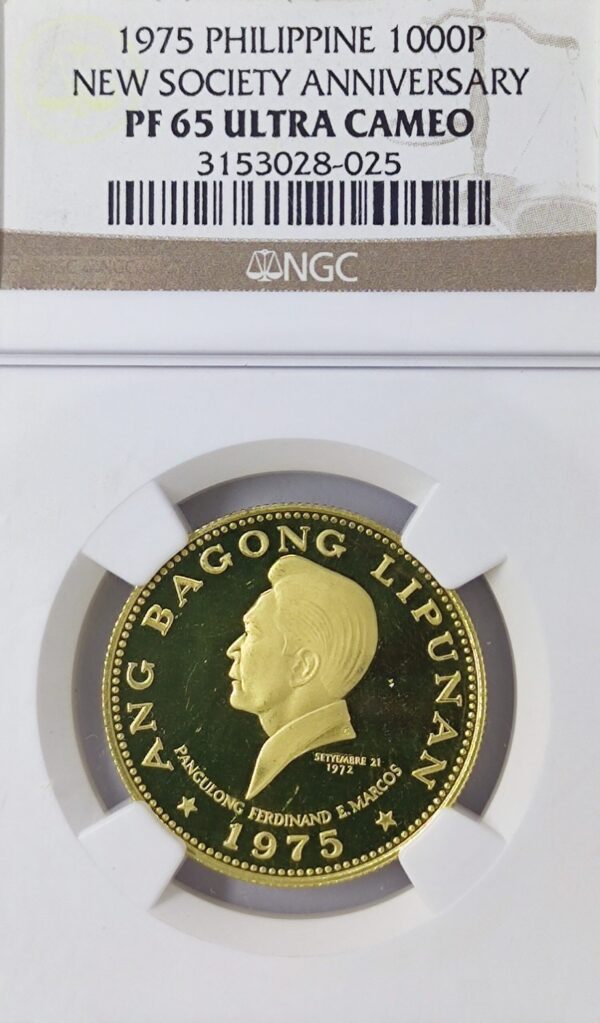 1975 PHILIPPINE 1000P
NEW SOCIETY ANNIVERSARY
PF 65 ULTRA CAMEO
3153028-025
NGC
ANG BAGONG LIPUNAN
SETYEMBRE 21
1972
PANGULONG FERDINAND E. MARCOS
1975